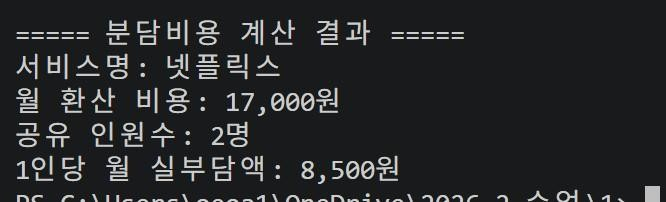 ===== 분담비용 계산 결과 =====
서비스명: 넷플릭스
월 환산 비용: 17,000원
공유 인원수: 2명
1인당 월 실부담액: 8,500원